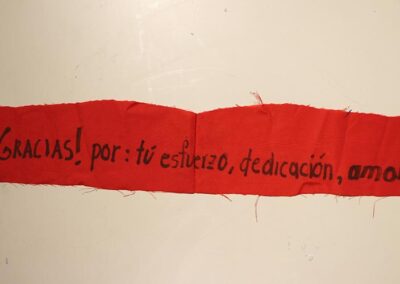 ¡GRACIAS! por: tú esfuerzo, dedicación, amo